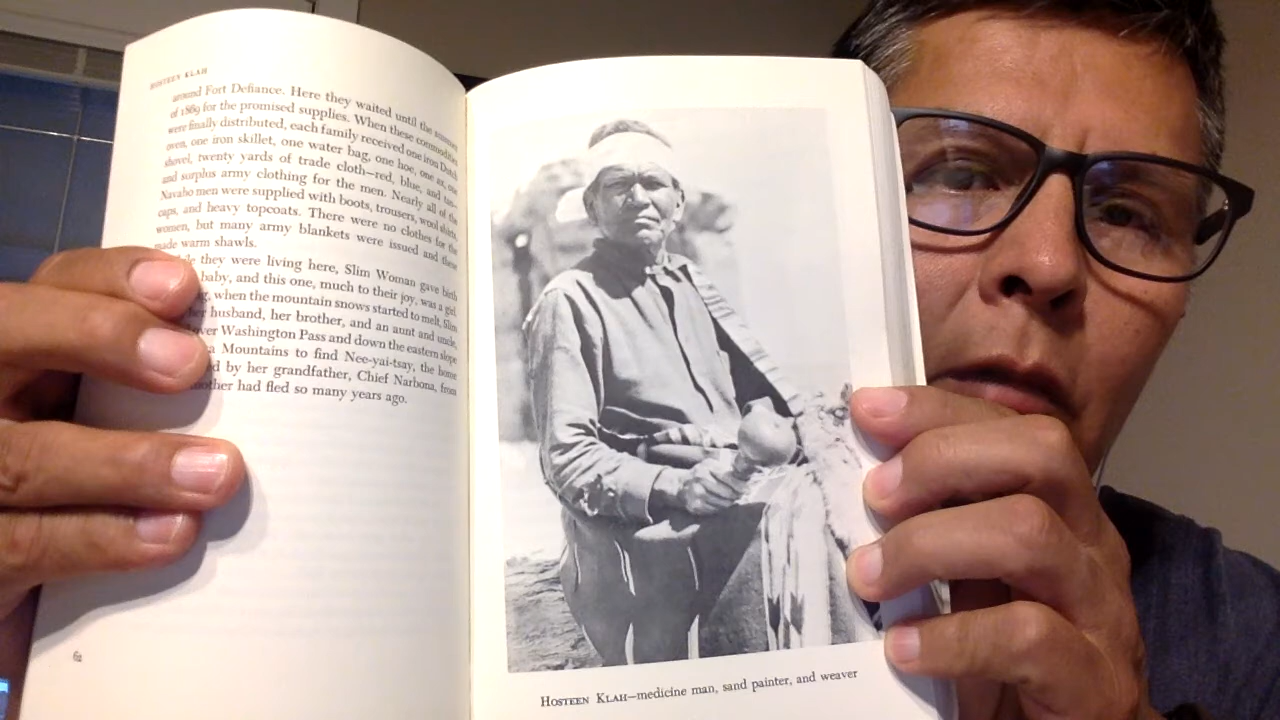 HOSTEEN KLAH
around Fort Defiance. Here they waited until the summer
of 1869 for the promised supplies. When these commodities
were finally distributed, each family received one iron Dutch
oven, one iron skillet, one water bag, one hoe, one ax, one
shovel, twenty yards of trade cloth—red, blue, and tan—
and surplus army clothing for the men. Nearly all of the
Navaho men were supplied with boots, trousers, wool shirts,
caps, and heavy topcoats. There were no clothes for the
women, but many army blankets were issued and these
made warm shawls.
they were living here, Slim Woman gave birth
baby, and this one, much to their joy, was a girl.
when the mountain snows started to melt, Slim
her husband, her brother, and an aunt and uncle,
over Washington Pass and down the eastern slope
Mountains to find Nee-yai-tsay, the home
by her grandfather, Chief Narbona, from
had fled so many years ago.
62
HOSTEEN KLAH—medicine man, sand painter, and weaver